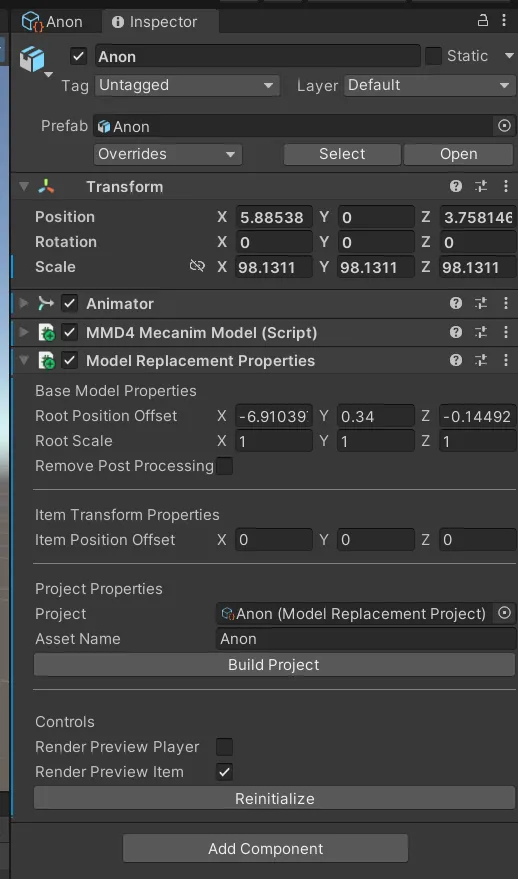 Anon Inspector
Anon Static
Tag Untagged Layer Default
Prefab Anon
Overrides Select Open
Transform
Position X 5.88538 Y 0 Z 3.758146
Rotation X 0 Y 0 Z 0
Scale X 98.1311 Y 98.1311 Z 98.1311
Animator
MMD4 Mecanim Model (Script)
Model Replacement Properties
Base Model Properties
Root Position Offset X -6.91039 Y 0.34 Z -0.14492
Root Scale X 1 Y 1 Z 1
Remove Post Processing
Item Transform Properties
Item Position Offset X 0 Y 0 Z 0
Project Properties
Project Anon (Model Replacement Project)
Asset Name Anon
Build Project
Controls
Render Preview Player
Render Preview Item
Reinitialize
Add Component